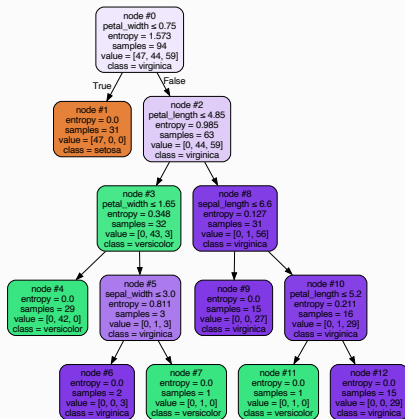 node #0
petal_width ≤ 0.75
entropy = 1.573
samples = 94
value = [47, 44, 59]
class = virginica
True
False
node #1
entropy = 0.0
samples = 31
value = [47, 0, 0]
class = setosa
node #2
petal_length ≤ 4.85
entropy = 0.985
samples = 63
value = [0, 44, 59]
class = virginica
node #3
petal_width ≤ 1.65
entropy = 0.348
samples = 32
value = [0, 43, 3]
class = versicolor
node #8
sepal_length ≤ 6.6
entropy = 0.127
samples = 31
value = [0, 1, 56]
class = virginica
node #4
entropy = 0.0
samples = 29
value = [0, 42, 0]
class = versicolor
node #5
sepal_width ≤ 3.0
entropy = 0.811
samples = 3
value = [0, 1, 3]
class = virginica
node #9
entropy = 0.0
samples = 15
value = [0, 0, 27]
class = virginica
node #10
petal_length ≤ 5.2
entropy = 0.211
samples = 16
value = [0, 1, 29]
class = virginica
node #6
entropy = 0.0
samples = 2
value = [0, 0, 3]
class = virginica
node #7
entropy = 0.0
samples = 1
value = [0, 1, 0]
class = versicolor
node #11
entropy = 0.0
samples = 1
value = [0, 1, 0]
class = versicolor
node #12
entropy = 0.0
samples = 15
value = [0, 0, 29]
class = virginica